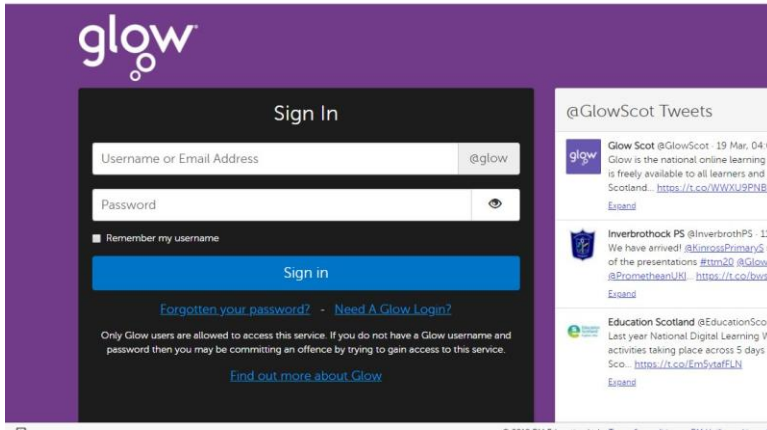 glow
Sign In
Username or Email Address
@glow
Password
Remember my username
Sign in
Forgotten your password? - Need A Glow Login?
Only Glow users are allowed to access this service. If you do not have a Glow username and
password then you may be committing an offence by trying to gain access to this service.
Find out more about Glow
@GlowScot Tweets
glow
Glow Scot @GlowScot · 19 Mar, 04:
Glow is the national online learning
is freely available to all learners and
Scotland... https://t.co/WWXU9PNB
Expand
Inverbrothock PS @InverbrothPS · 1
We have arrived! @KinrossPrimaryS
of the presentations #ttm20 @Glow
@PrometheanUKI... https://t.co/bws
Expand
Education Scotland @EducationSco
Last year National Digital Learning W
activities taking place across 5 days
Sco... https://t.co/Em5ytafFLN
Expand